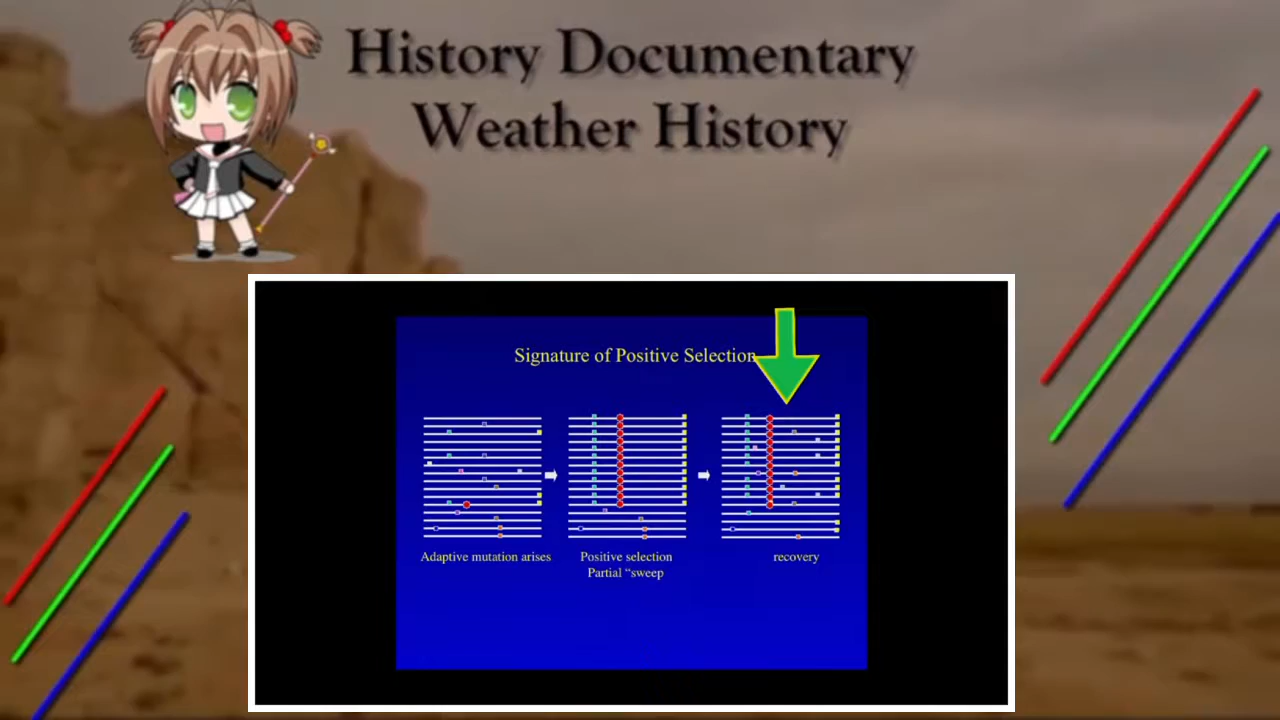 History Documentary
Weather History
Signature of Positive Selection
Adaptive mutation arises
Positive selection
Partial “sweep
recovery